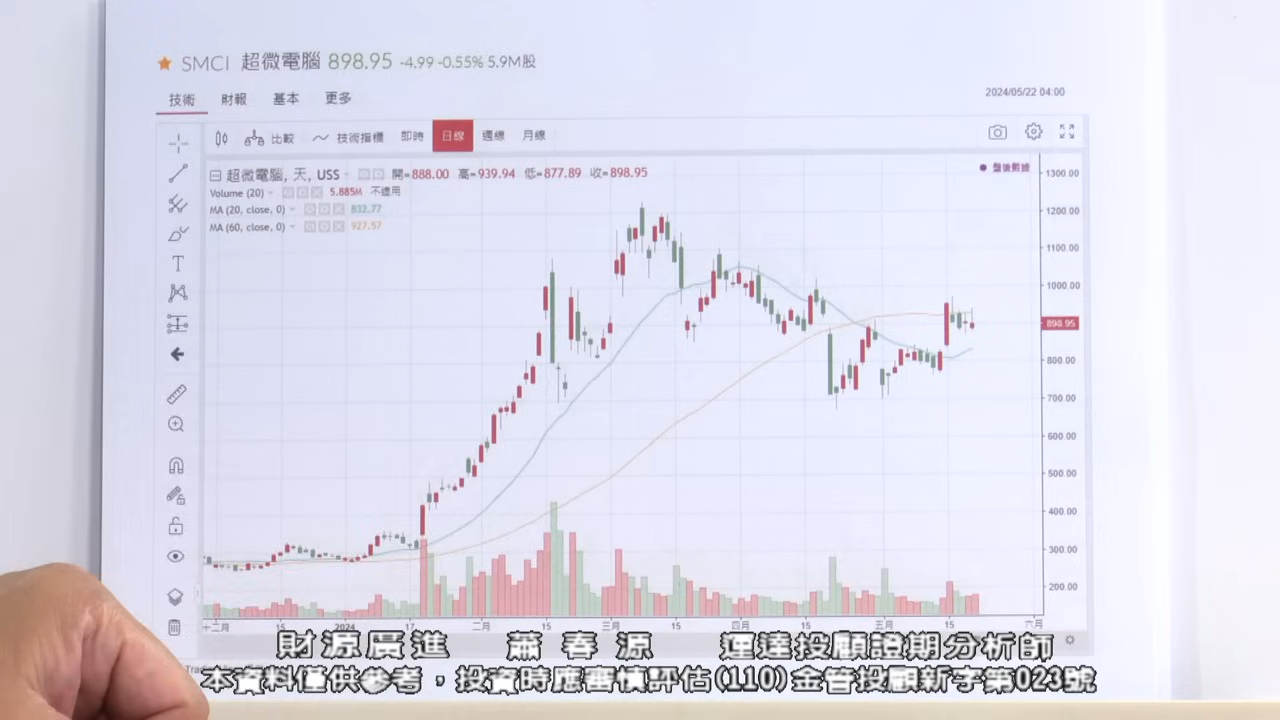 SMCI 超微電腦 898.95 -4.99 -0.55% 5.9M股
技術 財報 基本 更多
2024/05/22 04:00
比較 技術指標 即時 日線 週線 月線
超微電腦, 天, USS 開=888.00 高=939.94 低=877.89 收=898.95
盤後數據
Volume (20) 5.885M 不適用
MA (20, close, 0) 832.77
MA (60, close, 0) 927.57
1300.00
1200.00
1100.00
1000.00
898.95
800.00
700.00
600.00
500.00
400.00
300.00
200.00
十二月 15 2024 17 二月 15 三月 15 四月 15 五月 15 六月
財源廣進 蕭春源 運達投顧證期分析師
本資料僅供參考，投資時應審慎評估(110)金管投顧新字第023號